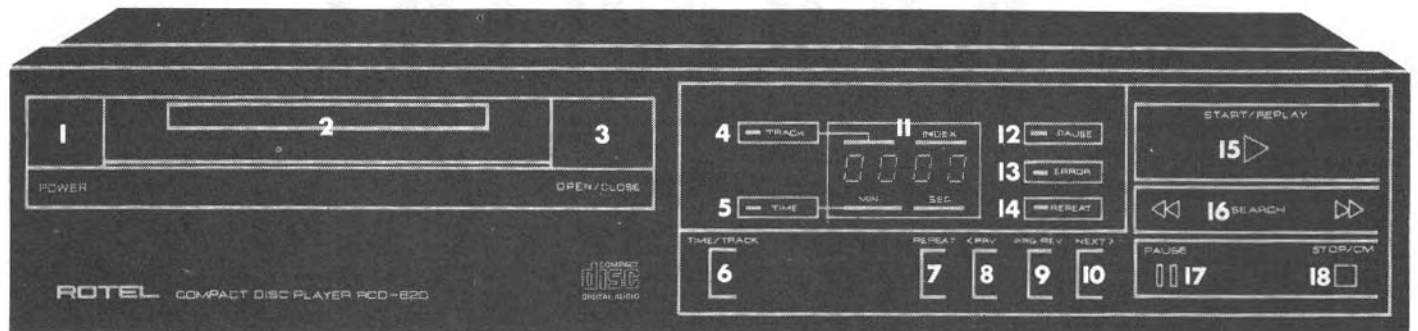 START/REPLAY
1 2 3 4 TRACK 11 INDEX 12 PAUSE 15
13 ERROR
POWER OPEN/CLOSE 5 TIME MIN SEC 14 REPEAT 16 SEARCH
TIME/TRACK REPEAT <PRV PRG/REV NEXT> PAUSE STOP/CM
6 7 8 9 10 17 18
ROTEL COMPACT DISC PLAYER RCD-820
COMPACT
disc
DIGITAL AUDIO